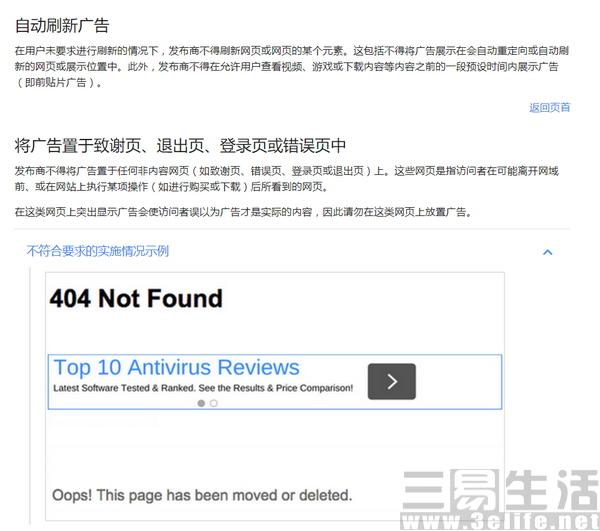 自动刷新广告
在用户未要求进行刷新的情况下，发布商不得刷新网页或网页的某个元素。这包括不得将广告展示在会自动重定向或自动刷
新的网页或展示位置中。此外，发布商不得在允许用户查看视频、游戏或下载内容等内容之前的一段预设时间内展示广告
（即前贴片广告）。
返回页首
将广告置于致谢页、退出页、登录页或错误页中
发布商不得将广告置于任何非内容网页（如致谢页、错误页、登录页或退出页）上。这些网页是指访问者在可能离开网域
前、或在网站上执行某项操作（如进行购买或下载）后所看到的网页。
在这类网页上突出显示广告会使访问者误以为广告才是实际的内容，因此请勿在这类网页上放置广告。
不符合要求的实施情况示例
404 Not Found
Top 10 Antivirus Reviews
Latest Software Tested & Ranked. See the Results & Price Comparison!
Oops! This page has been moved or deleted.
三易生活
www.3elife.net